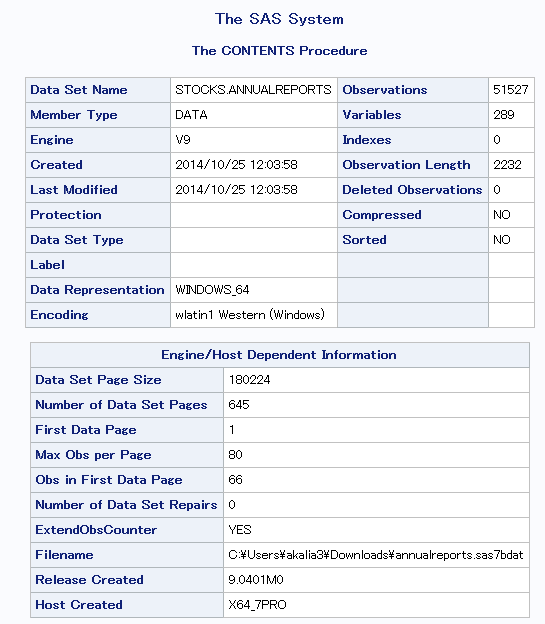 The SAS System
The CONTENTS Procedure
Data Set Name STOCKS.ANNUALREPORTS Observations 51527
Member Type DATA Variables 289
Engine V9 Indexes 0
Created 2014/10/25 12:03:58 Observation Length 2232
Last Modified 2014/10/25 12:03:58 Deleted Observations 0
Protection Compressed NO
Data Set Type Sorted NO
Label
Data Representation WINDOWS_64
Encoding wlatin1 Western (Windows)
Engine/Host Dependent Information
Data Set Page Size 180224
Number of Data Set Pages 645
First Data Page 1
Max Obs per Page 80
Obs in First Data Page 66
Number of Data Set Repairs 0
ExtendObsCounter YES
Filename C:¥Users¥akalia3¥Downloads¥annualreports.sas7bdat
Release Created 9.0401M0
Host Created X64_7PRO